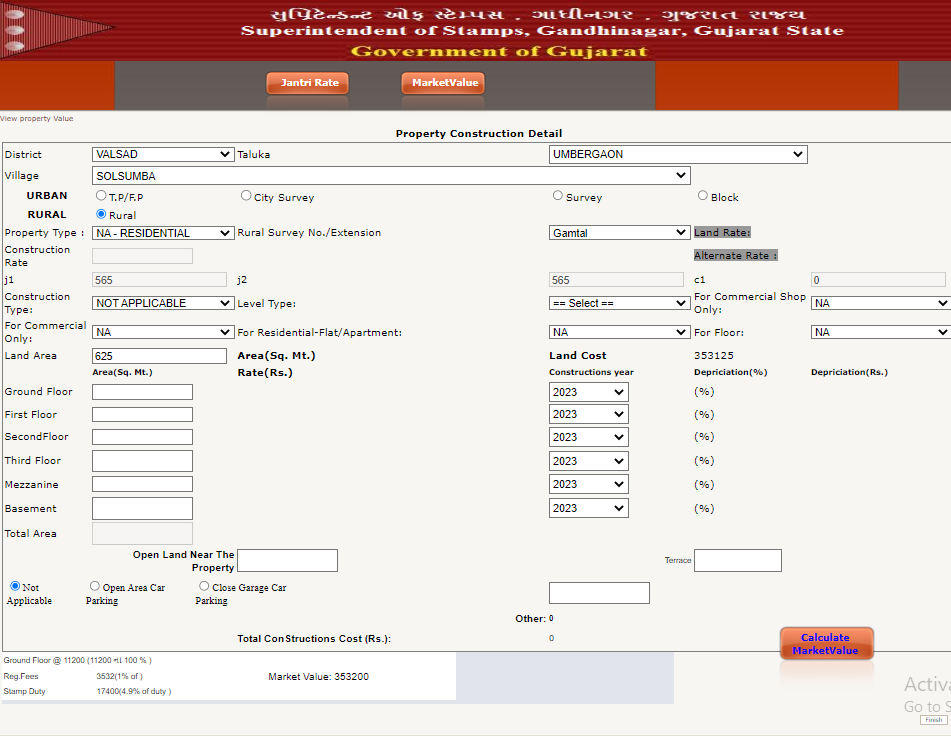 સુપ્રિટેન્ડન્ટ ઓફ સ્ટેમ્પસ , ગાંધીનગર , ગુજરાત રાજ્ય
Superintendent of Stamps, Gandhinagar, Gujarat State
Government of Gujarat
Jantri Rate MarketValue
View property Value
Property Construction Detail
District VALSAD Taluka UMBERGAON
Village SOLSUMBA
URBAN T.P/F.P City Survey Survey Block
RURAL Rural
Property Type : NA - RESIDENTIAL Rural Survey No./Extension Gamtal Land Rate:
Construction Rate Alternate Rate :
j1 565 j2 565 c1 0
Construction Type: NOT APPLICABLE Level Type: == Select == For Commercial Shop Only: NA
For Commercial Only: NA For Residential-Flat/Apartment: NA For Floor: NA
Land Area 625 Area(Sq. Mt.) Land Cost 353125
Area(Sq. Mt.) Rate(Rs.) Constructions year Depriciation(%) Depriciation(Rs.)
Ground Floor 2023 (%)
First Floor 2023 (%)
SecondFloor 2023 (%)
Third Floor 2023 (%)
Mezzanine 2023 (%)
Basement 2023 (%)
Total Area
Open Land Near The Property Terrace
Not Applicable Open Area Car Parking Close Garage Car Parking
Other: 0
Total ConStructions Cost (Rs.): 0
Calculate MarketValue
Ground Floor @ 11200 (11200 ના 100 % )
Reg.Fees 3532(1% of ) Market Value: 353200
Stamp Duty 17400(4.9% of duty )
Go to
Finish